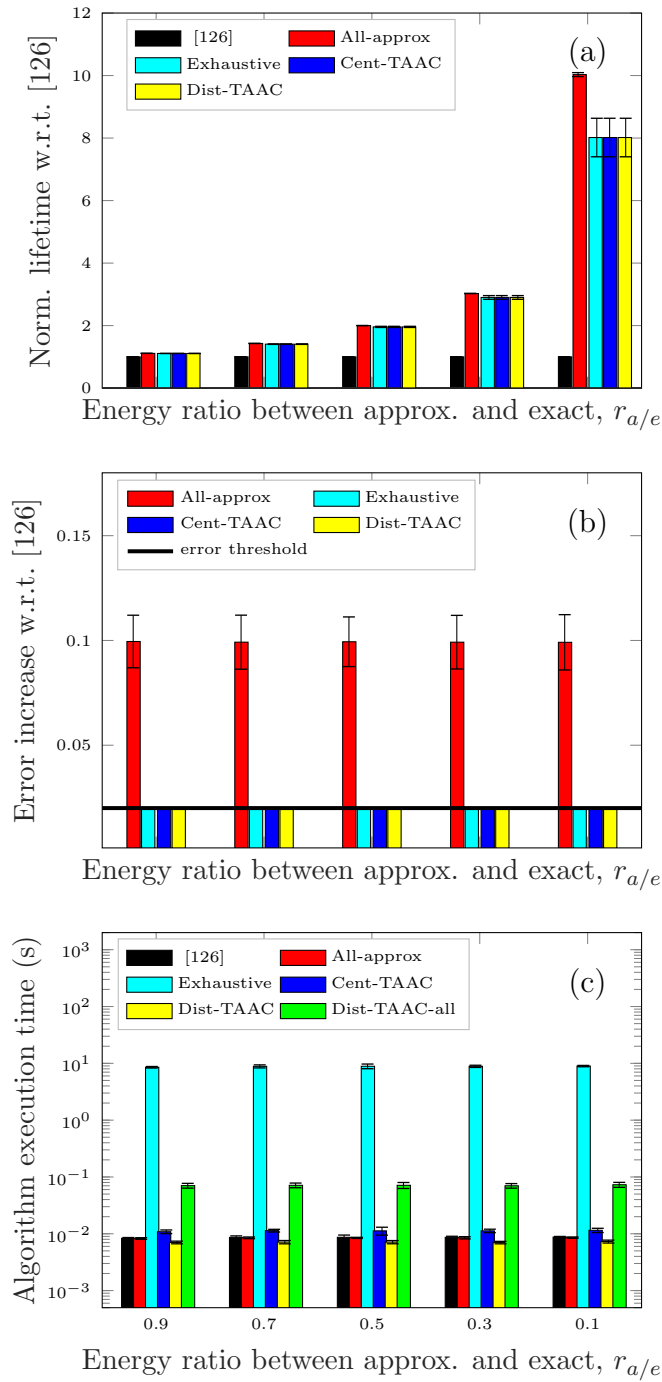 12
10
8
6
4
2
0
Norm. lifetime w.r.t. [126]
[126]
All-approx
Exhaustive
Cent-TAAC
Dist-TAAC
(a)
Energy ratio between approx. and exact, r_{a/e}
0.15
0.1
0.05
Error increase w.r.t. [126]
All-approx
Exhaustive
Cent-TAAC
Dist-TAAC
error threshold
(b)
Energy ratio between approx. and exact, r_{a/e}
10^3
10^2
10^1
10^0
10^{-1}
10^{-2}
10^{-3}
Algorithm execution time (s)
[126]
All-approx
Exhaustive
Cent-TAAC
Dist-TAAC
Dist-TAAC-all
(c)
0.9 0.7 0.5 0.3 0.1
Energy ratio between approx. and exact, r_{a/e}